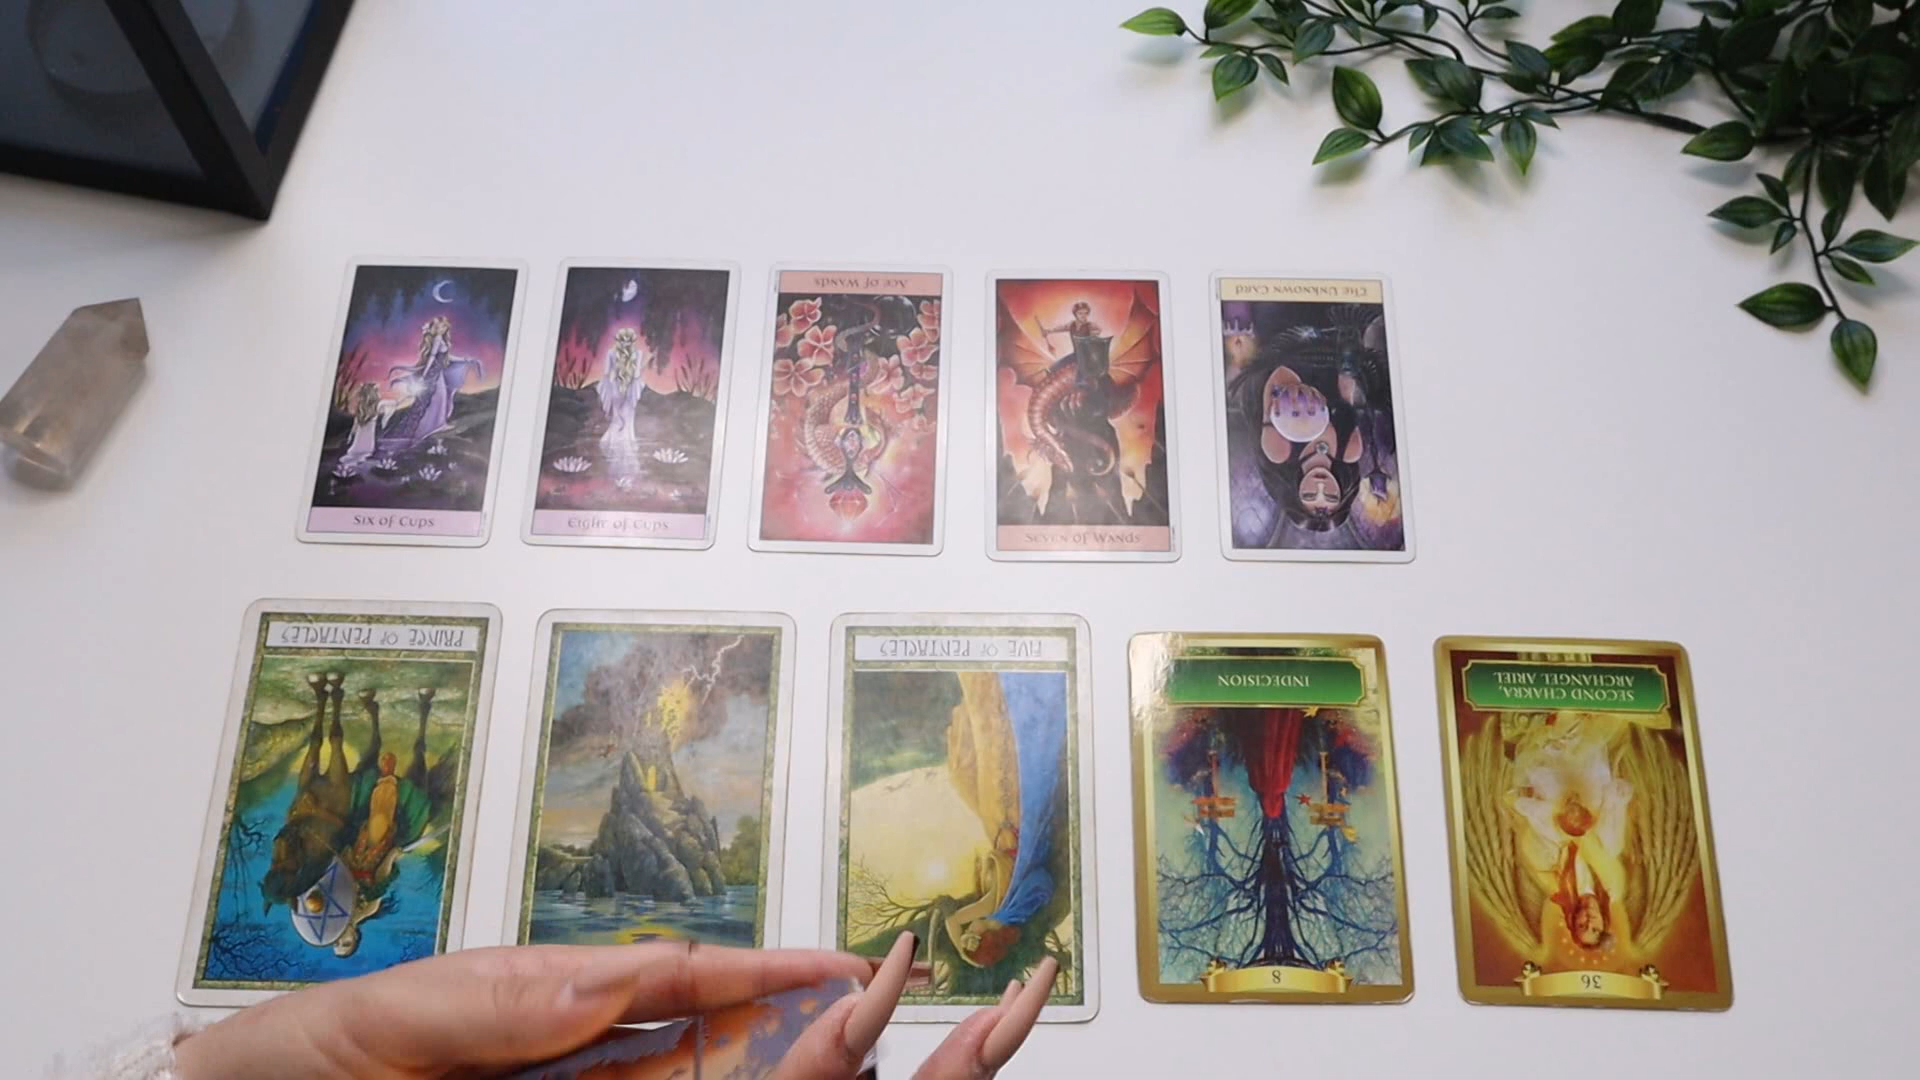 Six of Cups
Eight of Cups
Ace of Wands
Seven of Wands
The Unknown Card
PRINCE OF PENTACLES
FIVE OF PENTACLES
INDECISION
8
SECOND CHAKRA,
ARCHANGEL ARIEL
36